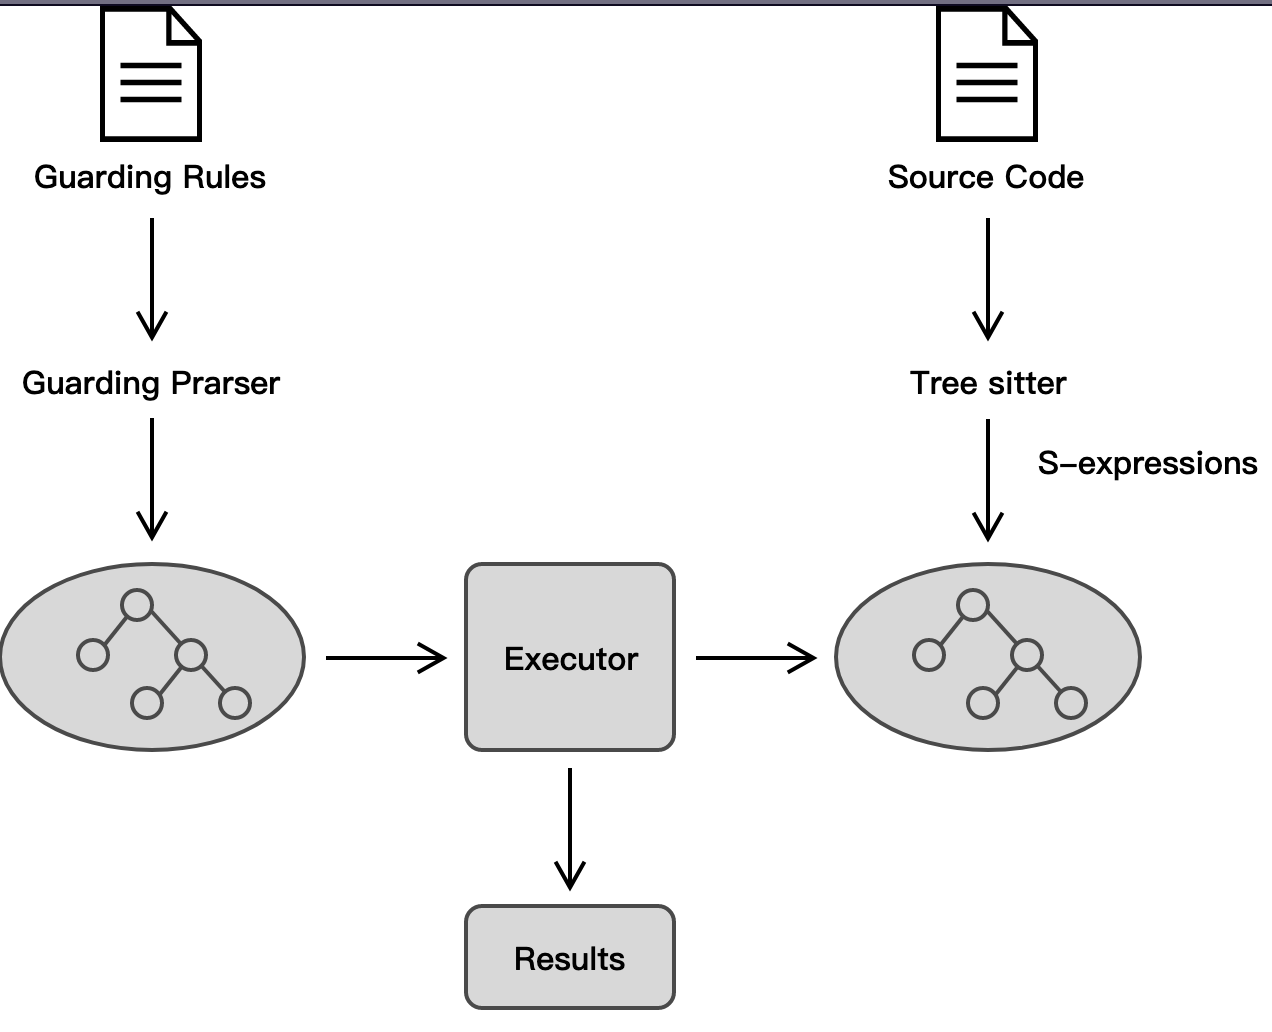 Guarding Rules
Source Code
Guarding Prarser
Tree sitter
S–expressions
Executor
Results